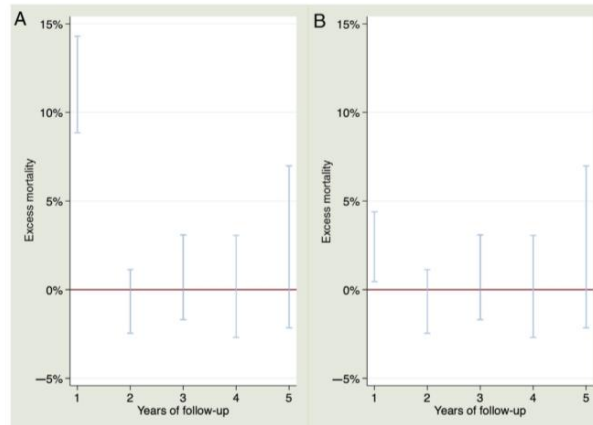 A
15%
10%
5%
0%
−5%
Excess mortality
1 2 3 4 5
Years of follow-up
B
15%
10%
5%
0%
−5%
Excess mortality
1 2 3 4 5
Years of follow-up